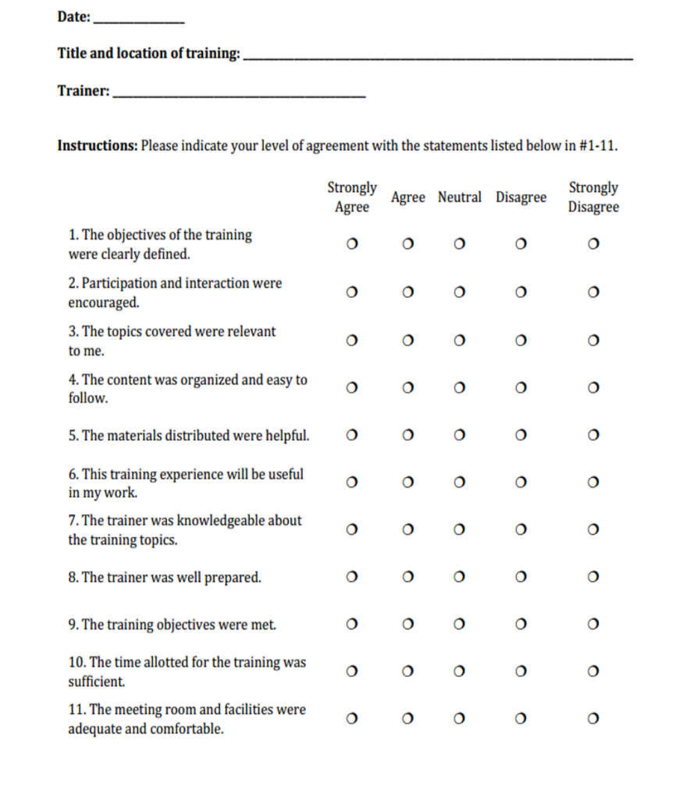 Date: ______________
Title and location of training: ____________________________________________________________
Trainer: _______________________________________
Instructions: Please indicate your level of agreement with the statements listed below in #1-11.
Strongly Agree Agree Neutral Disagree Strongly Disagree
1. The objectives of the training
were clearly defined.
2. Participation and interaction were
encouraged.
3. The topics covered were relevant
to me.
4. The content was organized and easy to
follow.
5. The materials distributed were helpful.
6. This training experience will be useful
in my work.
7. The trainer was knowledgeable about
the training topics.
8. The trainer was well prepared.
9. The training objectives were met.
10. The time allotted for the training was
sufficient.
11. The meeting room and facilities were
adequate and comfortable.